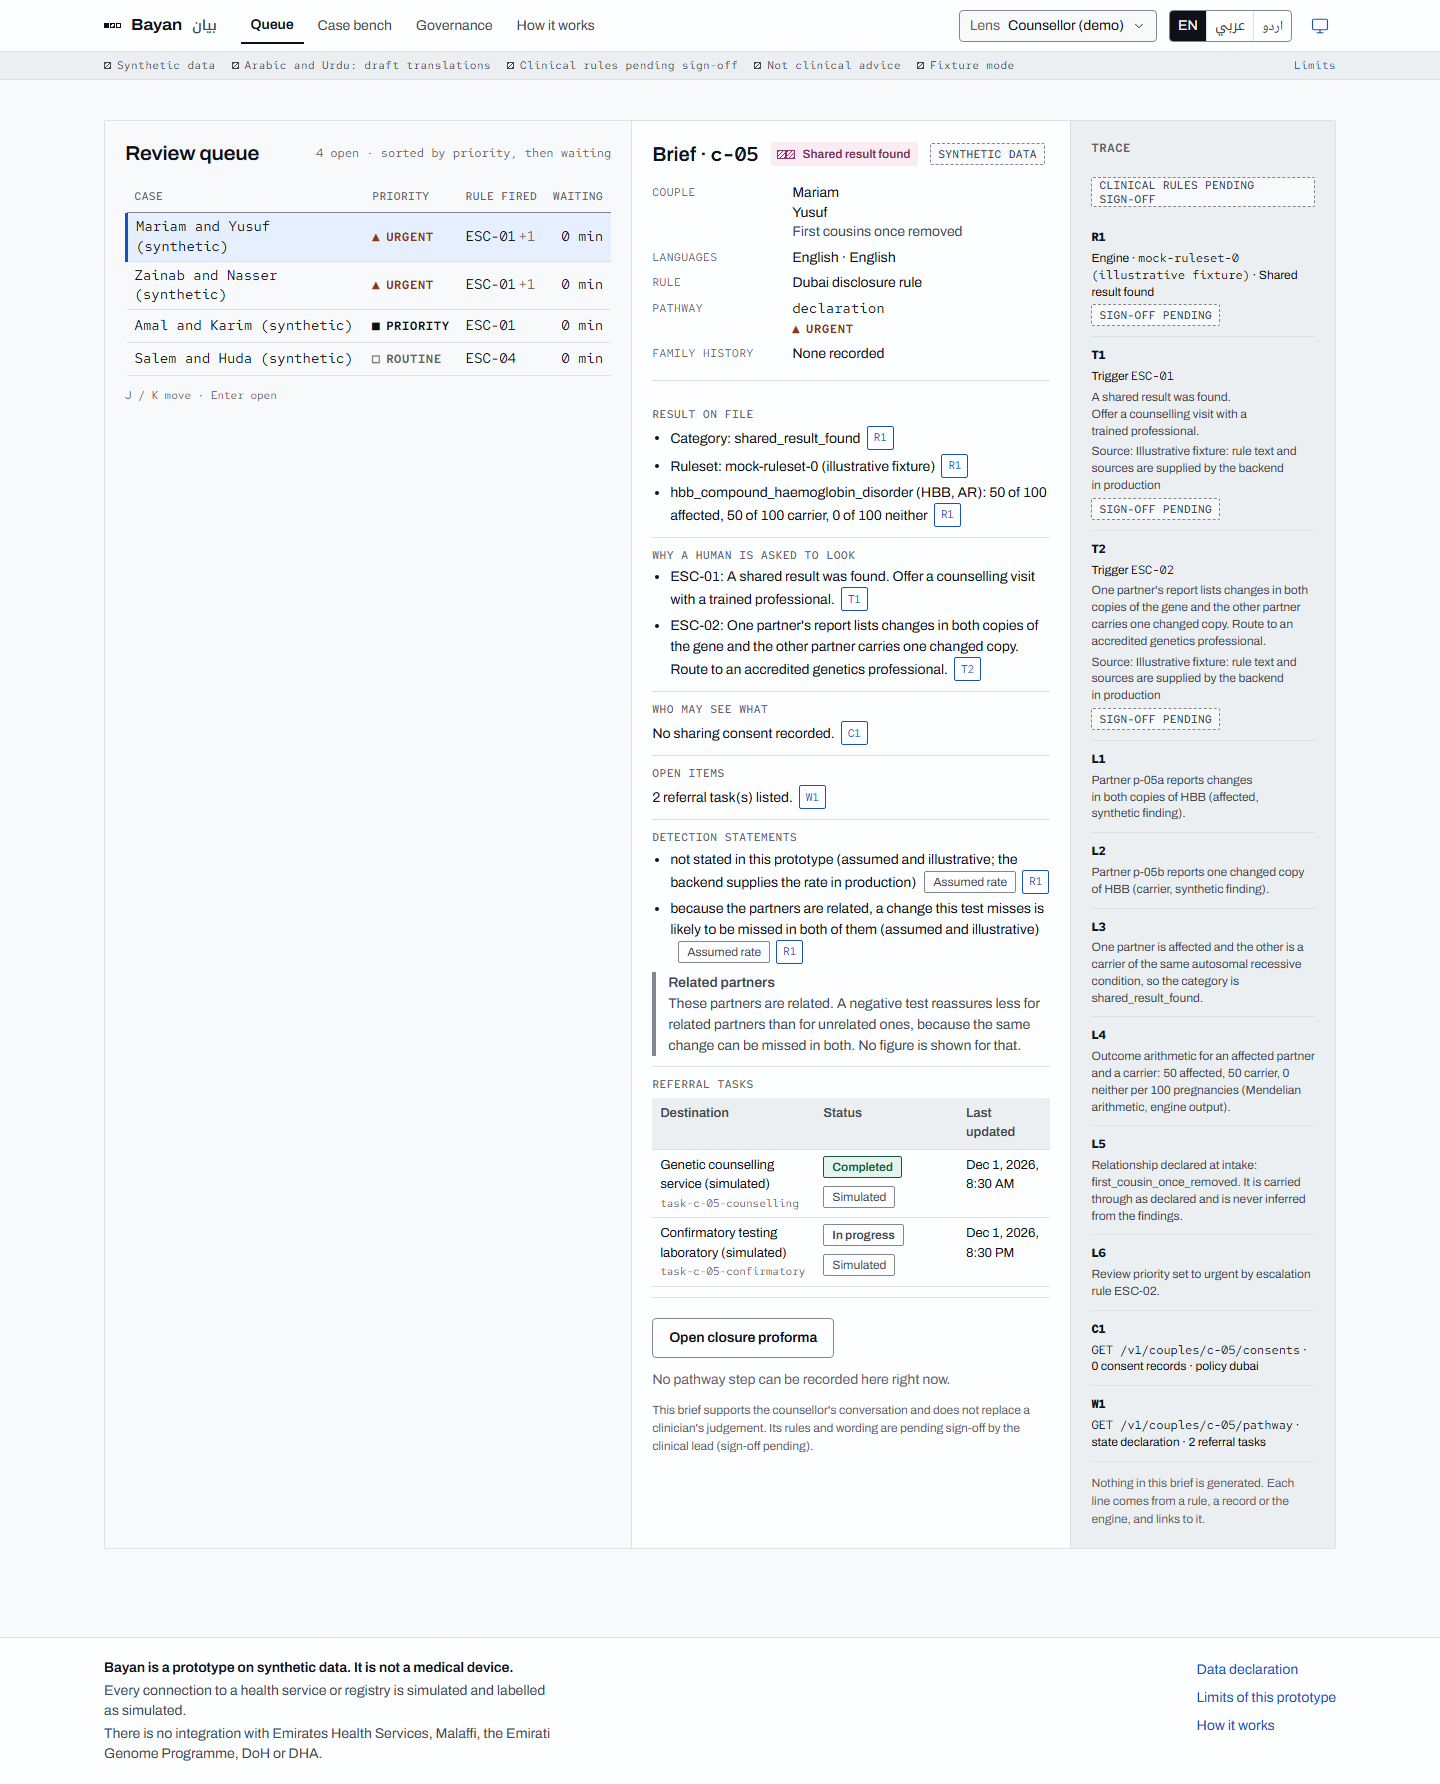 Bayan بيان Queue Case bench Governance How it works Lens Counsellor (demo) EN عربي اردو
Synthetic data Arabic and Urdu: draft translations Clinical rules pending sign-off Not clinical advice Fixture mode Limits
Review queue 4 open · sorted by priority, then waiting
CASE PRIORITY RULE FIRED WAITING
Mariam and Yusuf (synthetic) ▲ URGENT ESC-01 +1 0 min
Zainab and Nasser (synthetic) ▲ URGENT ESC-01 +1 0 min
Amal and Karim (synthetic) ■ PRIORITY ESC-01 0 min
Salem and Huda (synthetic) □ ROUTINE ESC-04 0 min
J / K move · Enter open
Brief · c-05 Shared result found SYNTHETIC DATA
COUPLE Mariam
Yusuf
First cousins once removed
LANGUAGES English · English
RULE Dubai disclosure rule
PATHWAY declaration
▲ URGENT
FAMILY HISTORY None recorded
RESULT ON FILE
• Category: shared_result_found R1
• Ruleset: mock-ruleset-0 (illustrative fixture) R1
• hbb_compound_haemoglobin_disorder (HBB, AR): 50 of 100
affected, 50 of 100 carrier, 0 of 100 neither R1
WHY A HUMAN IS ASKED TO LOOK
• ESC-01: A shared result was found. Offer a counselling visit
with a trained professional. T1
• ESC-02: One partner's report lists changes in both copies of
the gene and the other partner carries one changed copy.
Route to an accredited genetics professional. T2
WHO MAY SEE WHAT
No sharing consent recorded. C1
OPEN ITEMS
2 referral task(s) listed. W1
DETECTION STATEMENTS
• not stated in this prototype (assumed and illustrative; the
backend supplies the rate in production) Assumed rate R1
• because the partners are related, a change this test misses is
likely to be missed in both of them (assumed and illustrative)
Assumed rate R1
Related partners
These partners are related. A negative test reassures less for
related partners than for unrelated ones, because the same
change can be missed in both. No figure is shown for that.
REFERRAL TASKS
Destination Status Last
updated
Genetic counselling Completed Dec 1, 2026,
service (simulated) 8:30 AM
task-c-05-counselling Simulated
Confirmatory testing In progress Dec 1, 2026,
laboratory (simulated) 8:30 PM
task-c-05-confirmatory Simulated
Open closure proforma
No pathway step can be recorded here right now.
This brief supports the counsellor's conversation and does not replace a
clinician's judgement. Its rules and wording are pending sign-off by the
clinical lead (sign-off pending).
TRACE
CLINICAL RULES PENDING
SIGN-OFF
R1
Engine · mock-ruleset-0
(illustrative fixture) · Shared
result found
SIGN-OFF PENDING
T1
Trigger ESC-01
A shared result was found.
Offer a counselling visit with a
trained professional.
Source: Illustrative fixture: rule text and
sources are supplied by the backend
in production
SIGN-OFF PENDING
T2
Trigger ESC-02
One partner's report lists changes in both
copies of the gene and the other partner
carries one changed copy. Route to an
accredited genetics professional.
Source: Illustrative fixture: rule text and
sources are supplied by the backend
in production
SIGN-OFF PENDING
L1
Partner p-05a reports changes
in both copies of HBB (affected,
synthetic finding).
L2
Partner p-05b reports one changed copy
of HBB (carrier, synthetic finding).
L3
One partner is affected and the other is a
carrier of the same autosomal recessive
condition, so the category is
shared_result_found.
L4
Outcome arithmetic for an affected partner
and a carrier: 50 affected, 50 carrier, 0
neither per 100 pregnancies (Mendelian
arithmetic, engine output).
L5
Relationship declared at intake:
first_cousin_once_removed. It is carried
through as declared and is never inferred
from the findings.
L6
Review priority set to urgent by escalation
rule ESC-02.
C1
GET /v1/couples/c-05/consents ·
0 consent records · policy dubai
W1
GET /v1/couples/c-05/pathway ·
state declaration · 2 referral tasks
Nothing in this brief is generated. Each
line comes from a rule, a record or the
engine, and links to it.
Bayan is a prototype on synthetic data. It is not a medical device.
Every connection to a health service or registry is simulated and labelled
as simulated.
There is no integration with Emirates Health Services, Malaffi, the Emirati
Genome Programme, DoH or DHA.
Data declaration
Limits of this prototype
How it works